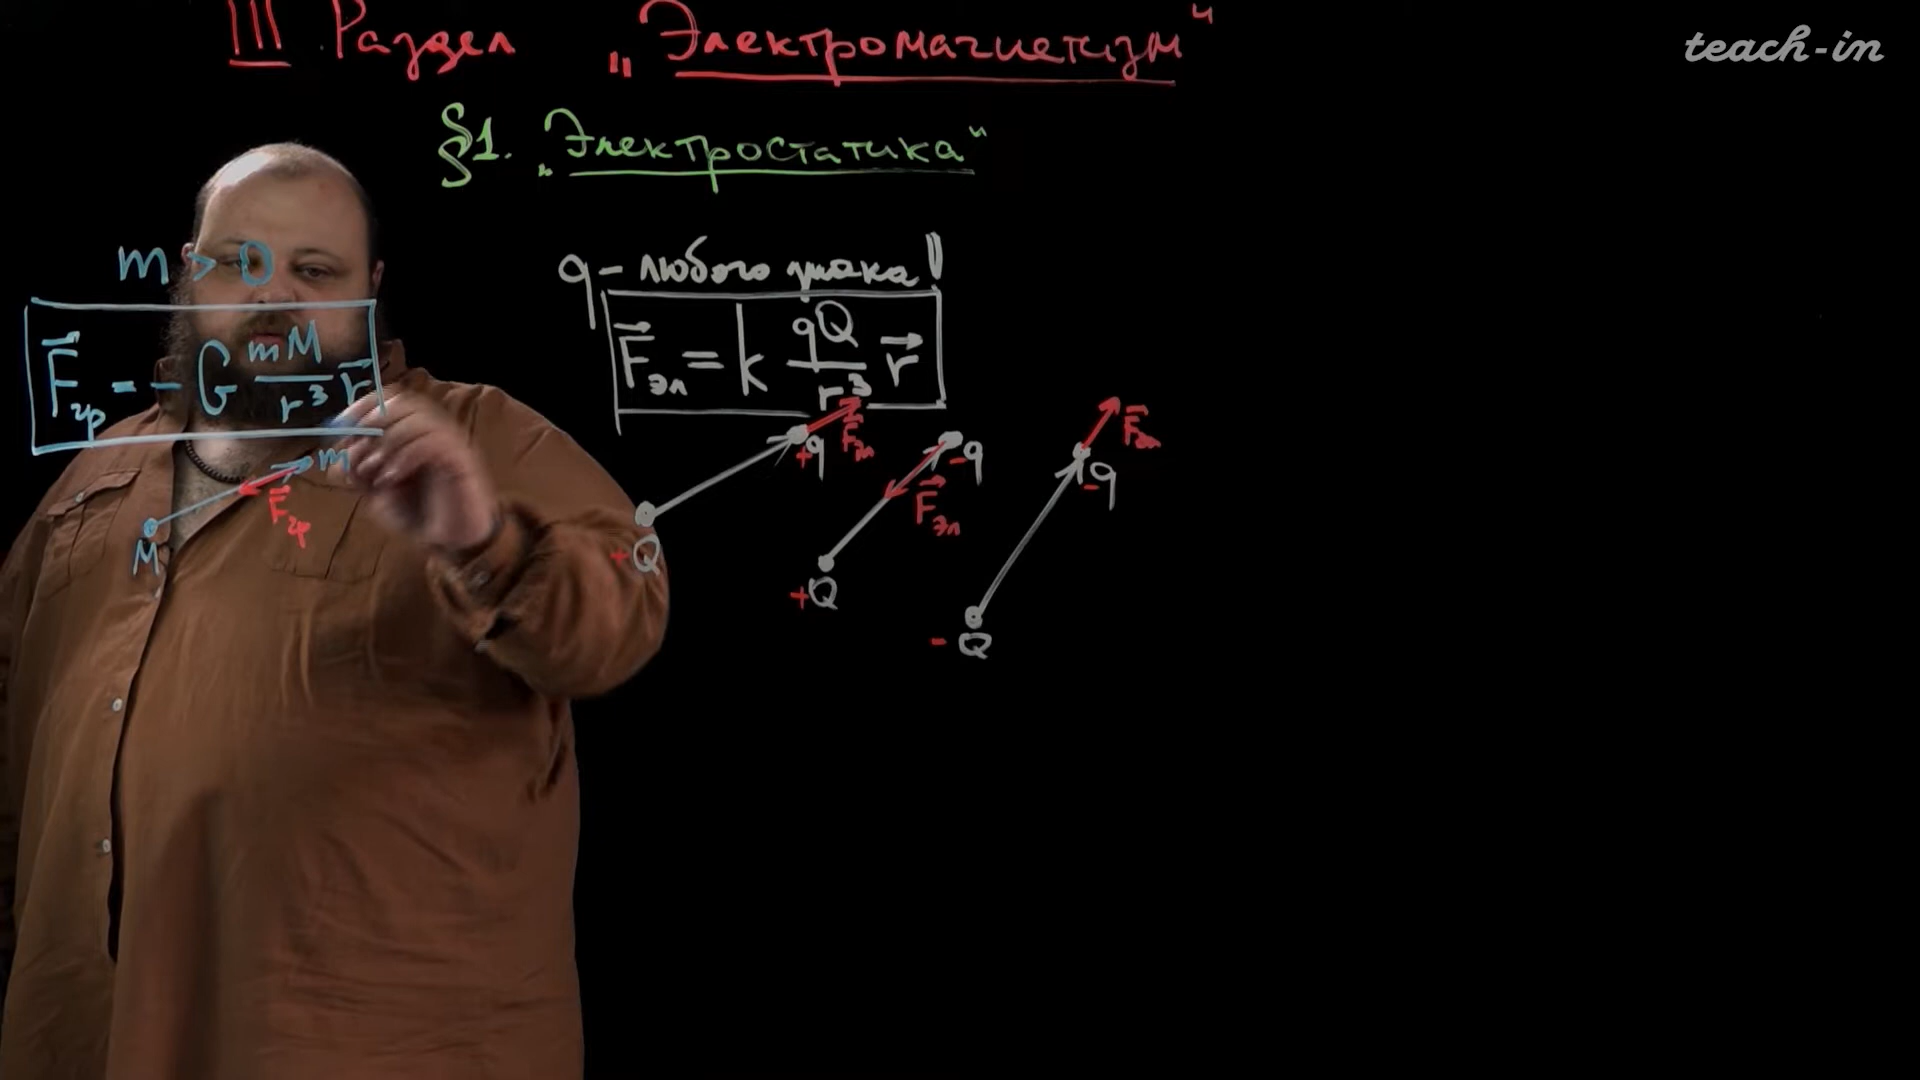 teach-in
III Раздел „Электромагнетизм“
§1. „Электростатика“
m > 0
F⃗гр = - G mM/r³ r⃗
m
F⃗гр
M
q - любого знака!
F⃗эл = k qQ/r³ r⃗
+q
F⃗эл
+Q
-q
F⃗эл
+Q
F⃗эл
-q
-Q